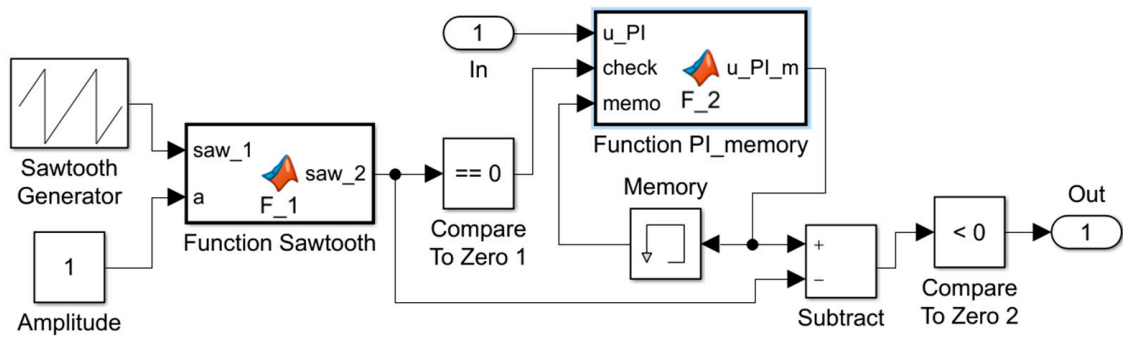 1
In
u_PI
check
memo
u_PI_m
F_2
Function PI_memory
Sawtooth
Generator
saw_1
a
saw_2
F_1
Function Sawtooth
1
Amplitude
== 0
Compare
To Zero 1
Memory
+
−
Subtract
< 0
Compare
To Zero 2
Out
1